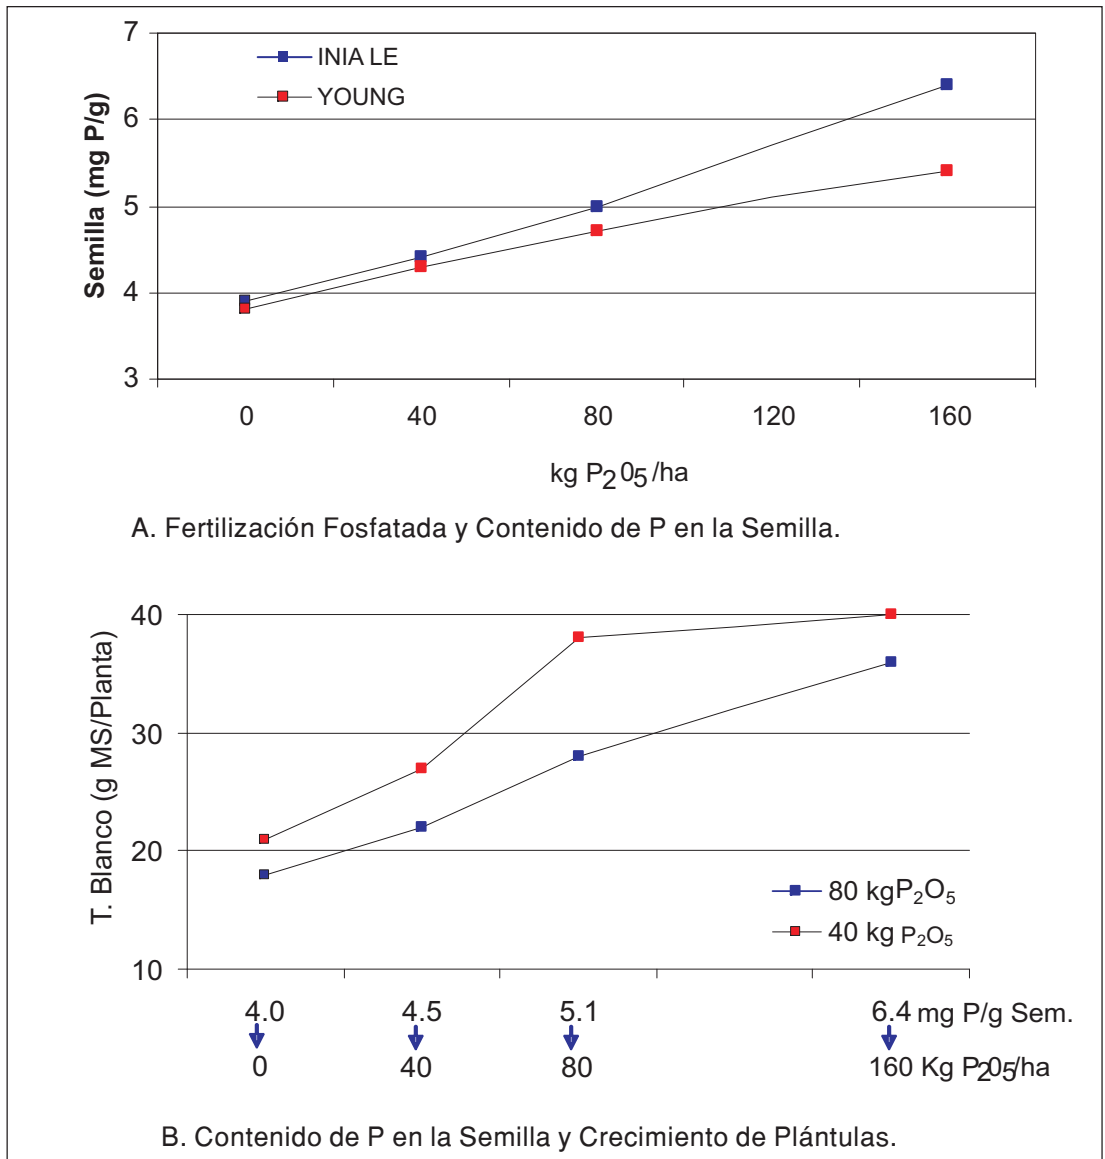 7
INIA LE
YOUNG
6
5
4
3
Semilla (mg P/g)
0 40 80 120 160
kg P205/ha
A. Fertilización Fosfatada y Contenido de P en la Semilla.
40
30
20
10
T. Blanco (g MS/Planta)
80 kgP2O5
40 kg P2O5
4.0 4.5 5.1 6.4 mg P/g Sem.
0 40 80 160 Kg P205/ha
B. Contenido de P en la Semilla y Crecimiento de Plántulas.